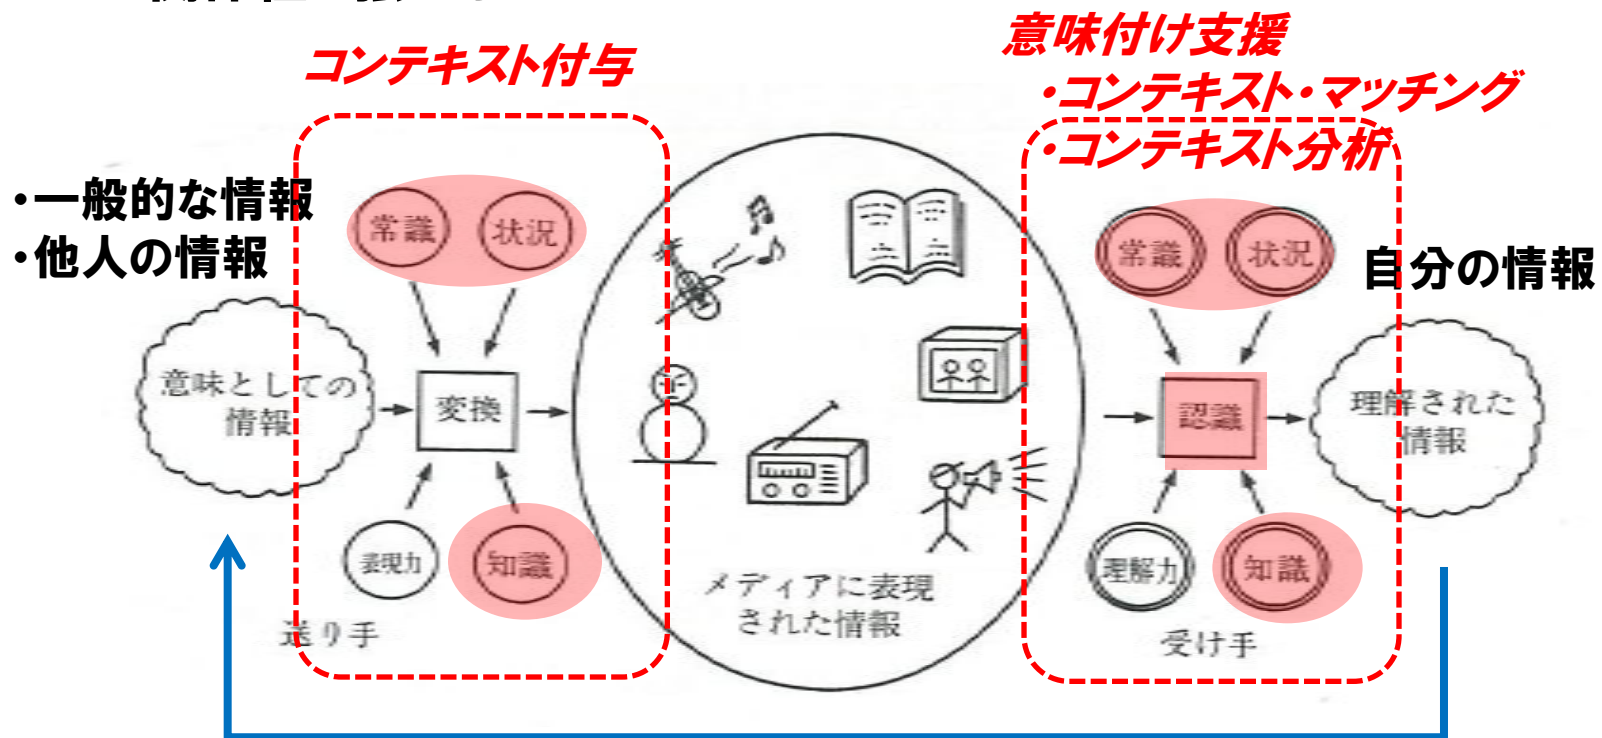 コンテキスト付与
意味付け支援
・コンテキスト・マッチング
・コンテキスト分析
・一般的な情報
・他人の情報
自分の情報
常識
状況
意味としての
情報
変換
表現力
知識
送り手
メディアに表現
された情報
常識
状況
認識
理解された
情報
理解力
知識
受け手